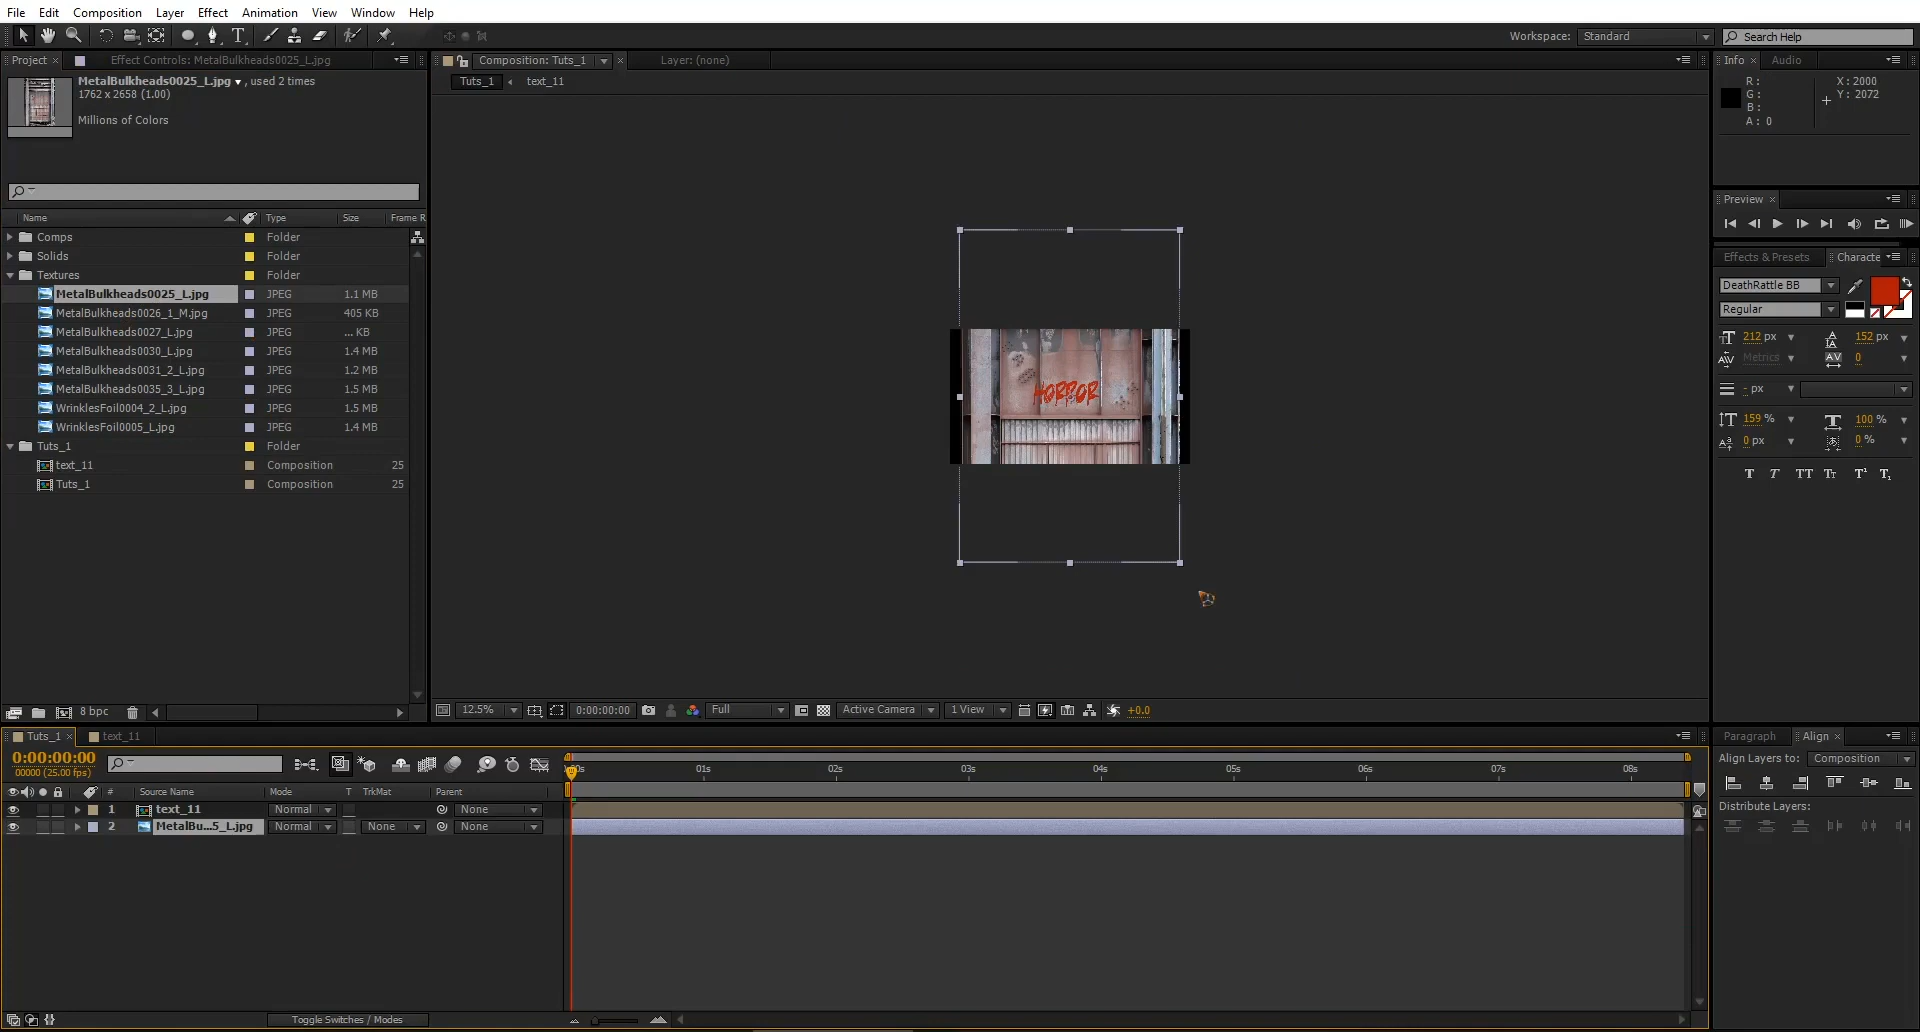 File Edit Composition Layer Effect Animation View Window Help
Workspace: Standard
Search Help
Project
Effect Controls: MetalBulkheads0025_L.jpg
MetalBulkheads0025_L.jpg , used 2 times
1762 x 2658 (1.00)
Millions of Colors
Name Type Size Frame R
Comps Folder
Solids Folder
Textures Folder
MetalBulkheads0025_L.jpg JPEG 1.1 MB
MetalBulkheads0026_1_M.jpg JPEG 405 KB
MetalBulkheads0027_L.jpg JPEG ... KB
MetalBulkheads0030_L.jpg JPEG 1.4 MB
MetalBulkheads0031_2_L.jpg JPEG 1.2 MB
MetalBulkheads0035_3_L.jpg JPEG 1.5 MB
WrinklesFoil0004_2_L.jpg JPEG 1.5 MB
WrinklesFoil0005_L.jpg JPEG 1.4 MB
Tuts_1 Folder
text_11 Composition 25
Tuts_1 Composition 25
8 bpc
Composition: Tuts_1
Layer: (none)
Tuts_1 text_11
HORROR
12.5% 0:00:00:00 Full Active Camera 1 View +0.0
Info Audio
R :
G :
B :
A : 0
X : 2000
Y : 2072
Preview
Effects & Presets Characte
DeathRattle BB
Regular
212 px 152 px
Metrics 0
- px
159 % 100 %
0 px 0 %
T T TT Tт T¹ T₁
Tuts_1 text_11
0:00:00:00
00000 (25.00 fps)
00s 01s 02s 03s 04s 05s 06s 07s 08s
# Source Name Mode T TrkMat Parent
1 text_11 Normal None
2 MetalBu...5_L.jpg Normal None None
Toggle Switches / Modes
Paragraph Align
Align Layers to: Composition
Distribute Layers: